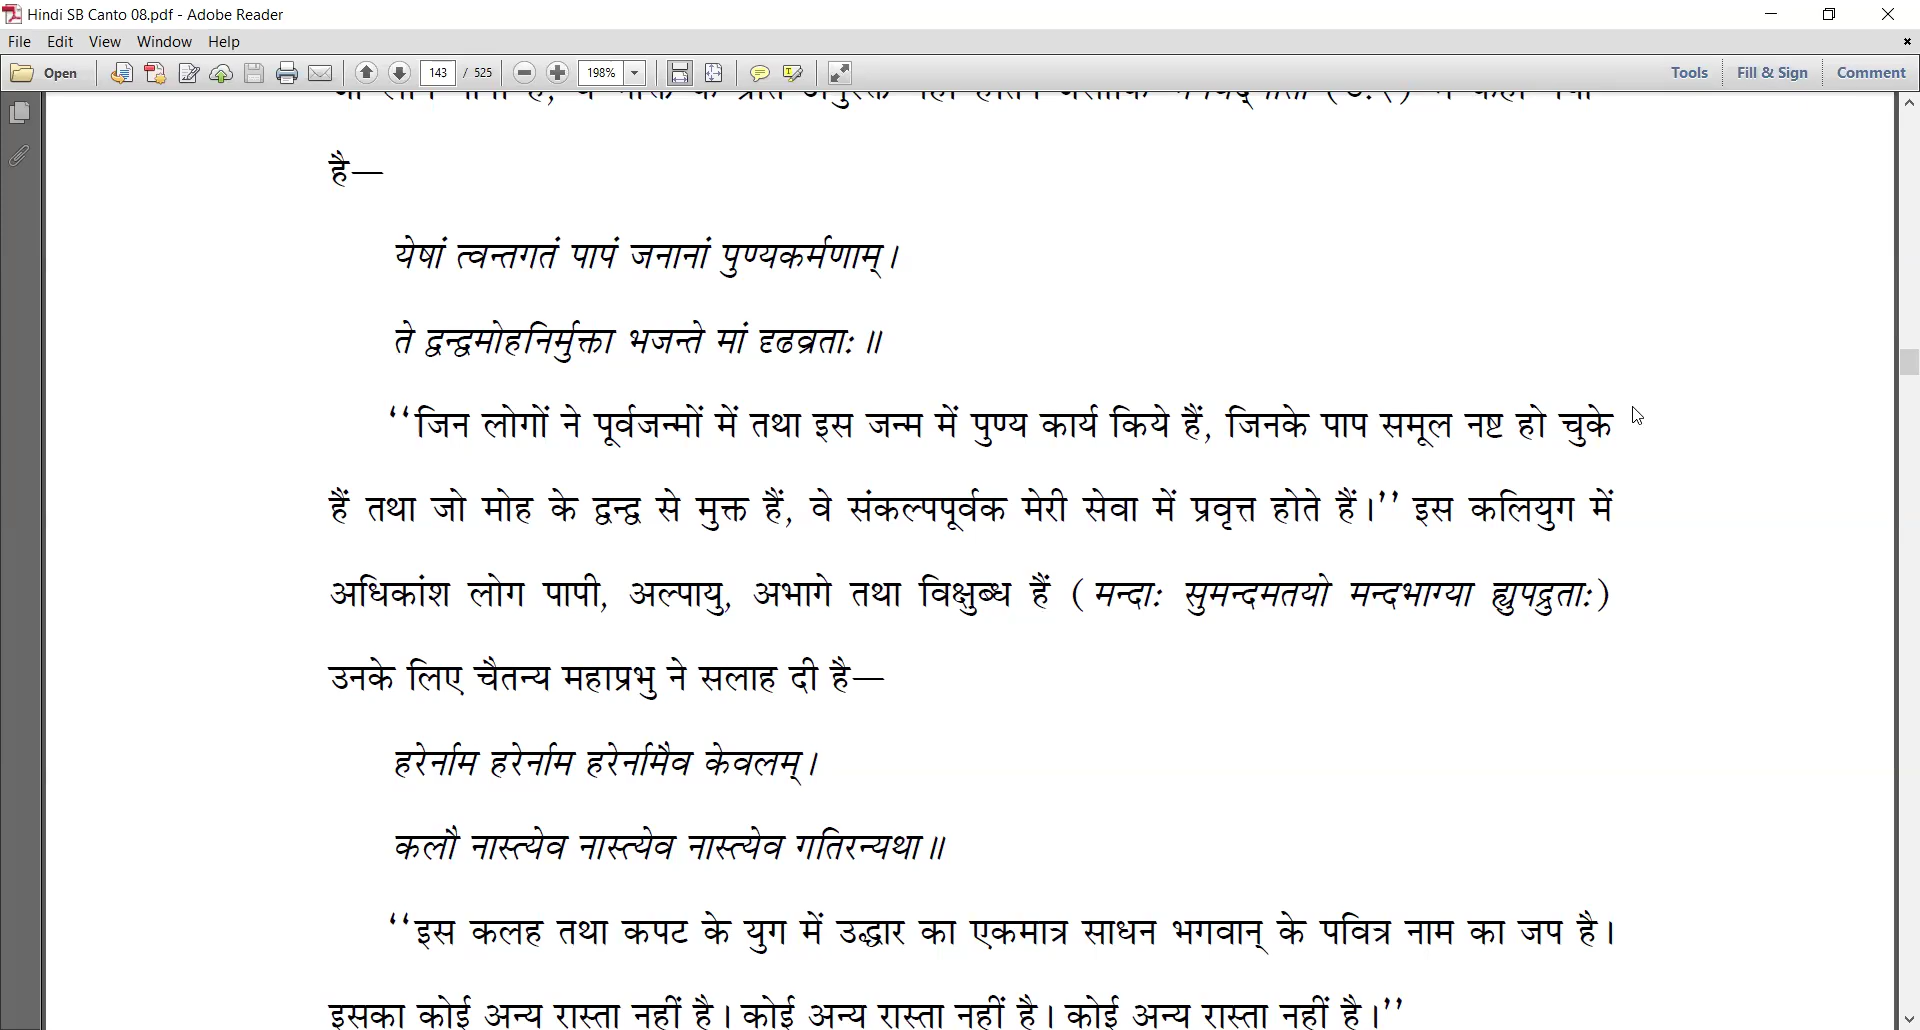 Hindi SB Canto 08.pdf - Adobe Reader
File Edit View Window Help
Open 143 / 525 198% Tools Fill & Sign Comment
है—
येषां त्वन्तगतं पापं जनानां पुण्यकर्मणाम्।
ते द्वन्द्वमोहनिर्मुक्ता भजन्ते मां दृढव्रताः॥
‘‘जिन लोगों ने पूर्वजन्मों में तथा इस जन्म में पुण्य कार्य किये हैं, जिनके पाप समूल नष्ट हो चुके
हैं तथा जो मोह के द्वन्द्व से मुक्त हैं, वे संकल्पपूर्वक मेरी सेवा में प्रवृत्त होते हैं।’’ इस कलियुग में
अधिकांश लोग पापी, अल्पायु, अभागे तथा विक्षुब्ध हैं (मन्दाः सुमन्दमतयो मन्दभाग्या ह्युपद्रुताः)
उनके लिए चैतन्य महाप्रभु ने सलाह दी है—
हरेर्नाम हरेर्नाम हरेर्नामैव केवलम्।
कलौ नास्त्येव नास्त्येव नास्त्येव गतिरन्यथा॥
‘‘इस कलह तथा कपट के युग में उद्धार का एकमात्र साधन भगवान् के पवित्र नाम का जप है।
इसका कोई अन्य रास्ता नहीं है। कोई अन्य रास्ता नहीं है। कोई अन्य रास्ता नहीं है।’’